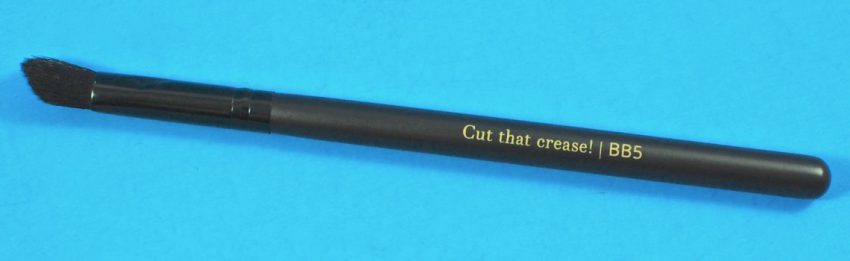 Cut that crease! | BB5